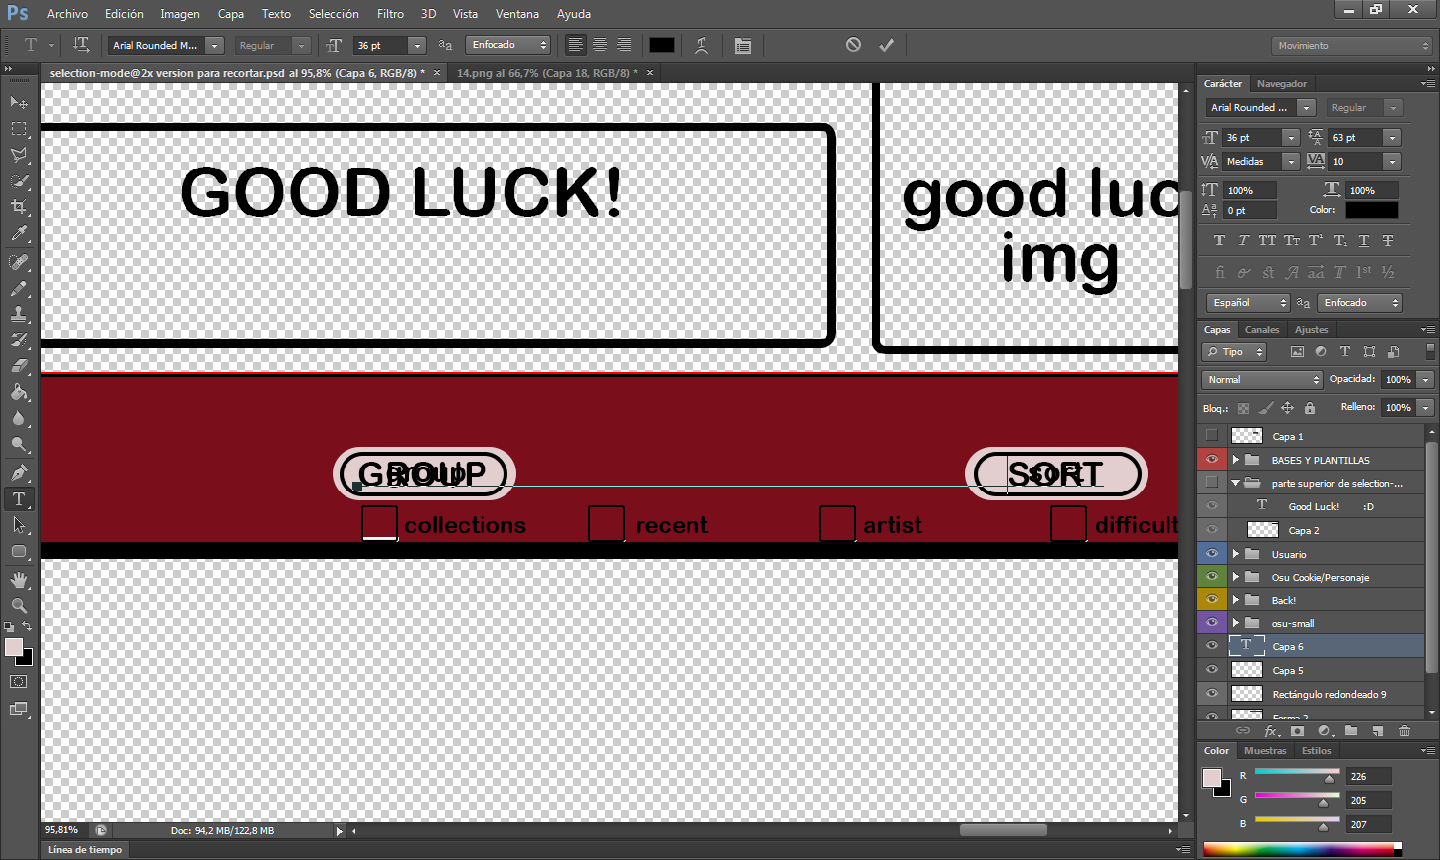 Ps Archivo Edición Imagen Capa Texto Selección Filtro 3D Vista Ventana Ayuda
T Arial Rounded M... Regular 36 pt aa Enfocado Movimiento
selection-mode@2x version para recortar.psd al 95,8% (Capa 6, RGB/8) * × 14.png al 66,7% (Capa 18, RGB/8) * ×
GOOD LUCK!
good luc
img
GROUP
SORT
collections recent artist difficult
95,81% Doc: 94,2 MB/122,8 MB
Línea de tiempo
Carácter Navegador
Arial Rounded ... Regular
36 pt 63 pt
Medidas 10
100% 100%
0 pt Color:
Español aa Enfocado
Capas Canales Ajustes
Tipo
Normal Opacidad: 100%
Bloq.: Relleno: 100%
Capa 1
BASES Y PLANTILLAS
parte superior de selection-...
Good Luck! :D
Capa 2
Usuario
Osu Cookie/Personaje
Back!
osu-small
Capa 6
Capa 5
Rectángulo redondeado 9
Forma 2
Color Muestras Estilos
R 226
G 205
B 207